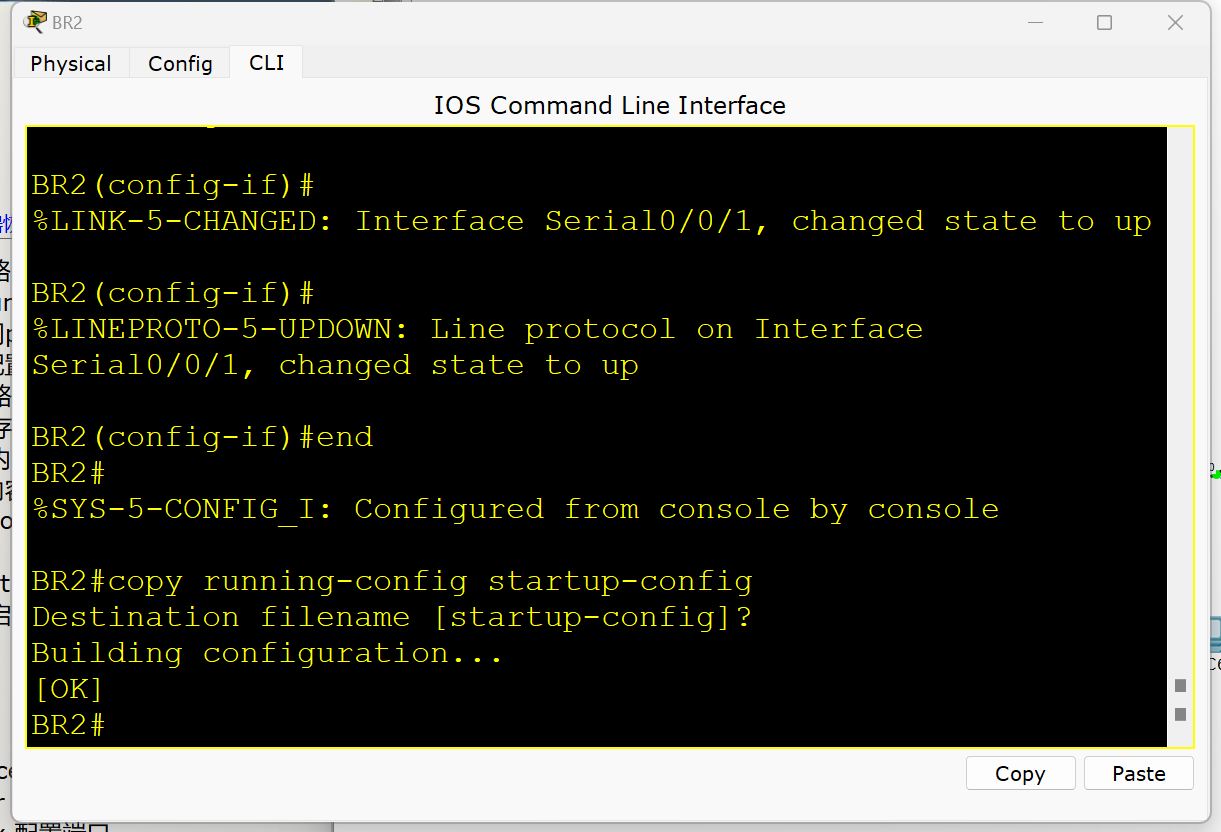 BR2
Physical
Config
CLI
IOS Command Line Interface
BR2(config-if)#
%LINK-5-CHANGED: Interface Serial0/0/1, changed state to up
BR2(config-if)#
%LINEPROTO-5-UPDOWN: Line protocol on Interface
Serial0/0/1, changed state to up
BR2(config-if)#end
BR2#
%SYS-5-CONFIG_I: Configured from console by console
BR2#copy running-config startup-config
Destination filename [startup-config]?
Building configuration...
[OK]
BR2#
Copy
Paste